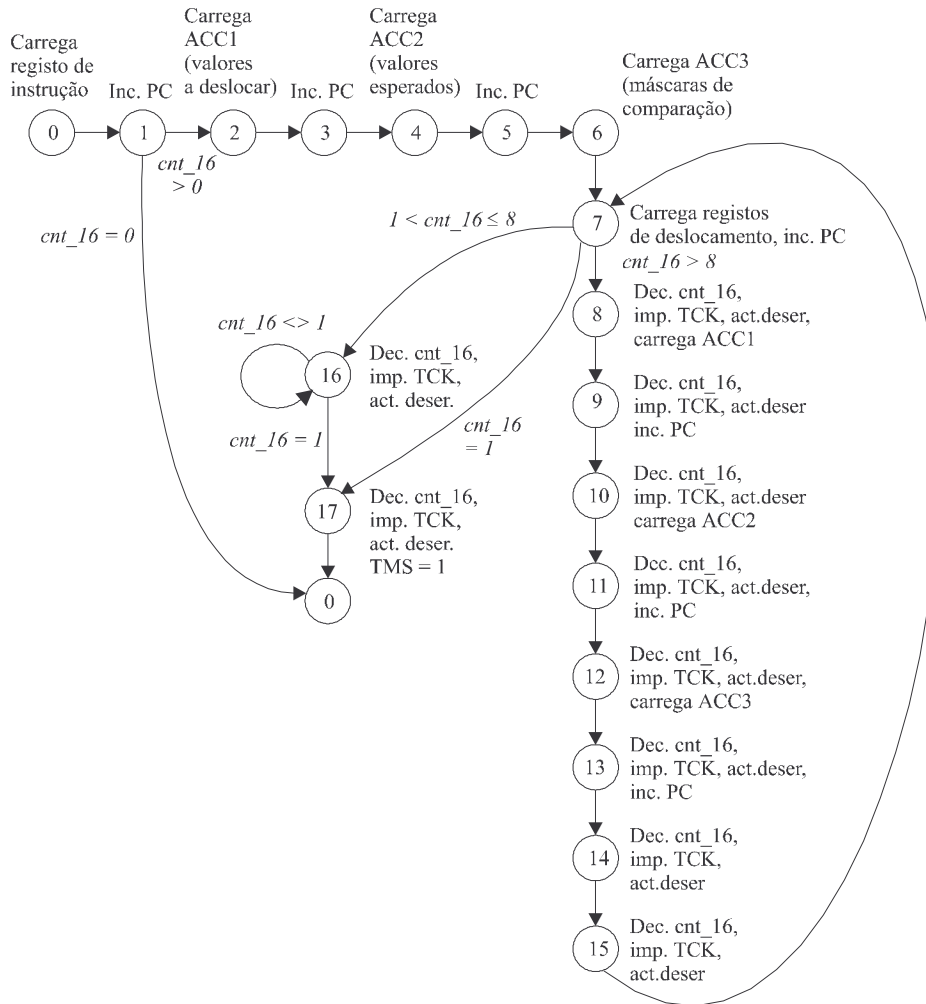 Carrega
registo de
instrução
Inc. PC
Carrega
ACC1
(valores
a deslocar)
Inc. PC
Carrega
ACC2
(valores
esperados)
Inc. PC
Carrega ACC3
(máscaras de
comparação)
0
1
2
3
4
5
6
cnt_16
> 0
cnt_16 = 0
1 < cnt_16 ≤ 8
7
Carrega registos
de deslocamento, inc. PC
cnt_16 > 8
8
Dec. cnt_16,
imp. TCK, act.deser,
carrega ACC1
cnt_16 <> 1
16
Dec. cnt_16,
imp. TCK,
act. deser.
9
Dec. cnt_16,
imp. TCK, act.deser
inc. PC
cnt_16 = 1
cnt_16
= 1
17
Dec. cnt_16,
imp. TCK,
act. deser.
TMS = 1
0
10
Dec. cnt_16,
imp. TCK, act.deser
carrega ACC2
11
Dec. cnt_16,
imp. TCK, act.deser,
inc. PC
12
Dec. cnt_16,
imp. TCK, act.deser,
carrega ACC3
13
Dec. cnt_16,
imp. TCK, act.deser,
inc. PC
14
Dec. cnt_16,
imp. TCK,
act.deser
15
Dec. cnt_16,
imp. TCK,
act.deser